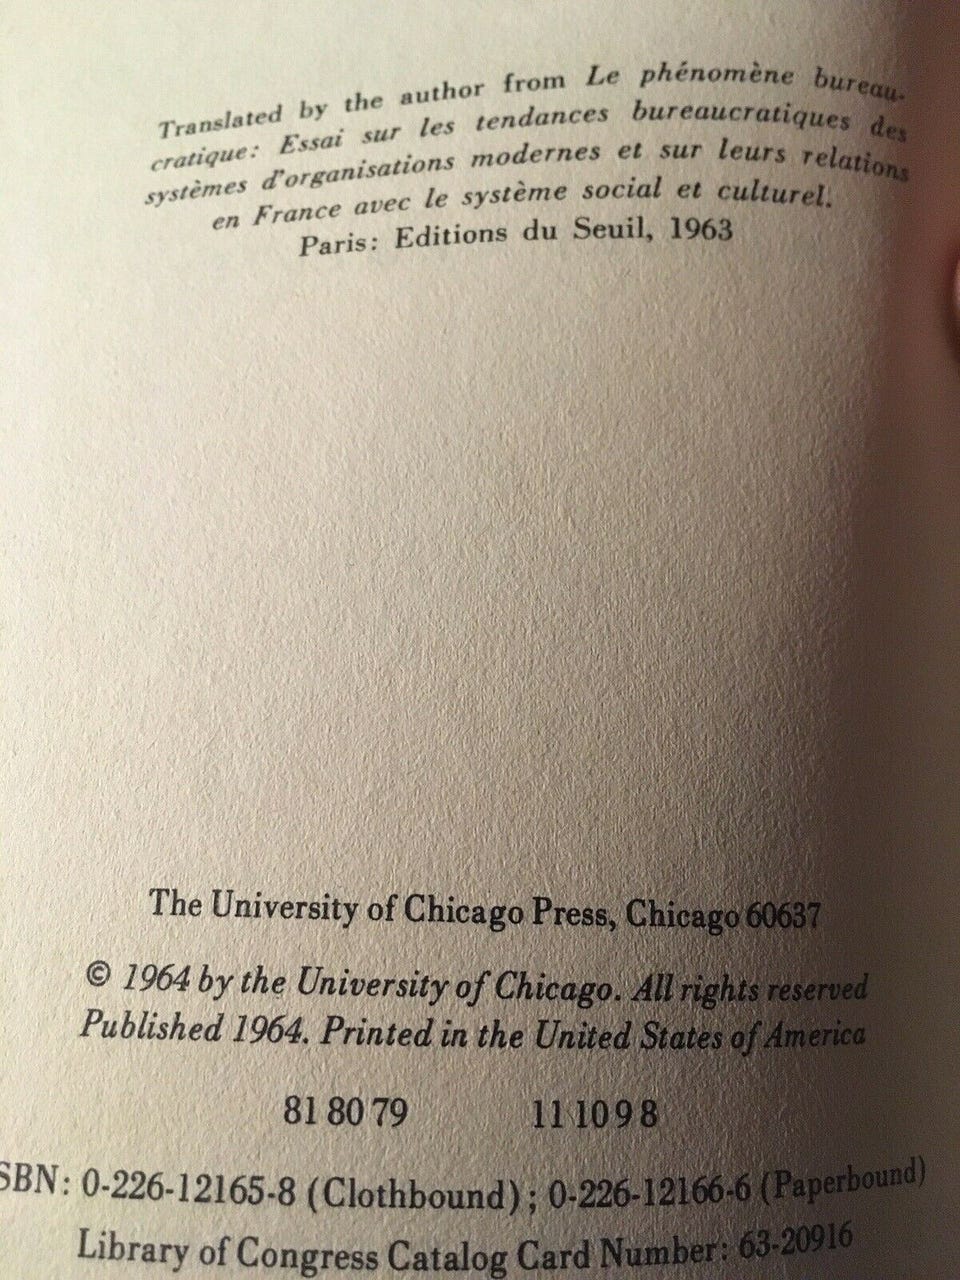 Translated by the author from Le phénomène bureau-
cratique: Essai sur les tendances bureaucratiques des
systèmes d'organisations modernes et sur leurs relations
en France avec le système social et culturel.
Paris: Editions du Seuil, 1963
The University of Chicago Press, Chicago 60637
© 1964 by the University of Chicago. All rights reserved
Published 1964. Printed in the United States of America
81 80 79 11 10 9 8
SBN: 0-226-12165-8 (Clothbound); 0-226-12166-6 (Paperbound)
Library of Congress Catalog Card Number: 63-20916